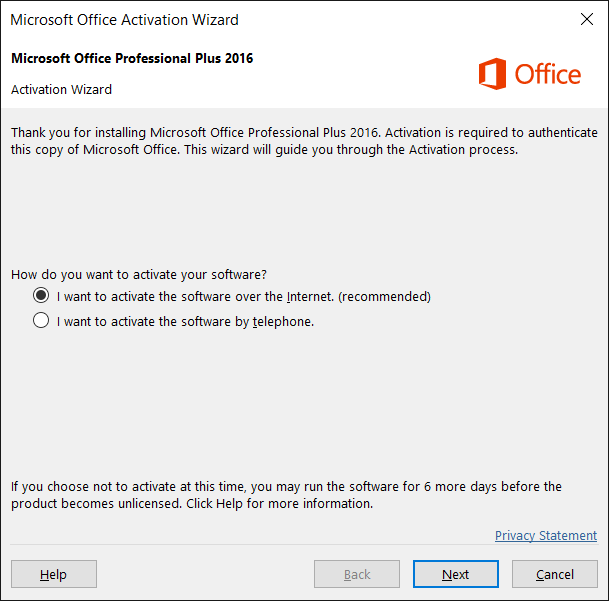 Microsoft Office Activation Wizard
Microsoft Office Professional Plus 2016
Office
Activation Wizard
Thank you for installing Microsoft Office Professional Plus 2016. Activation is required to authenticate
this copy of Microsoft Office. This wizard will guide you through the Activation process.
How do you want to activate your software?
I want to activate the software over the Internet. (recommended)
I want to activate the software by telephone.
If you choose not to activate at this time, you may run the software for 6 more days before the
product becomes unlicensed. Click Help for more information.
Privacy Statement
Help Back Next Cancel